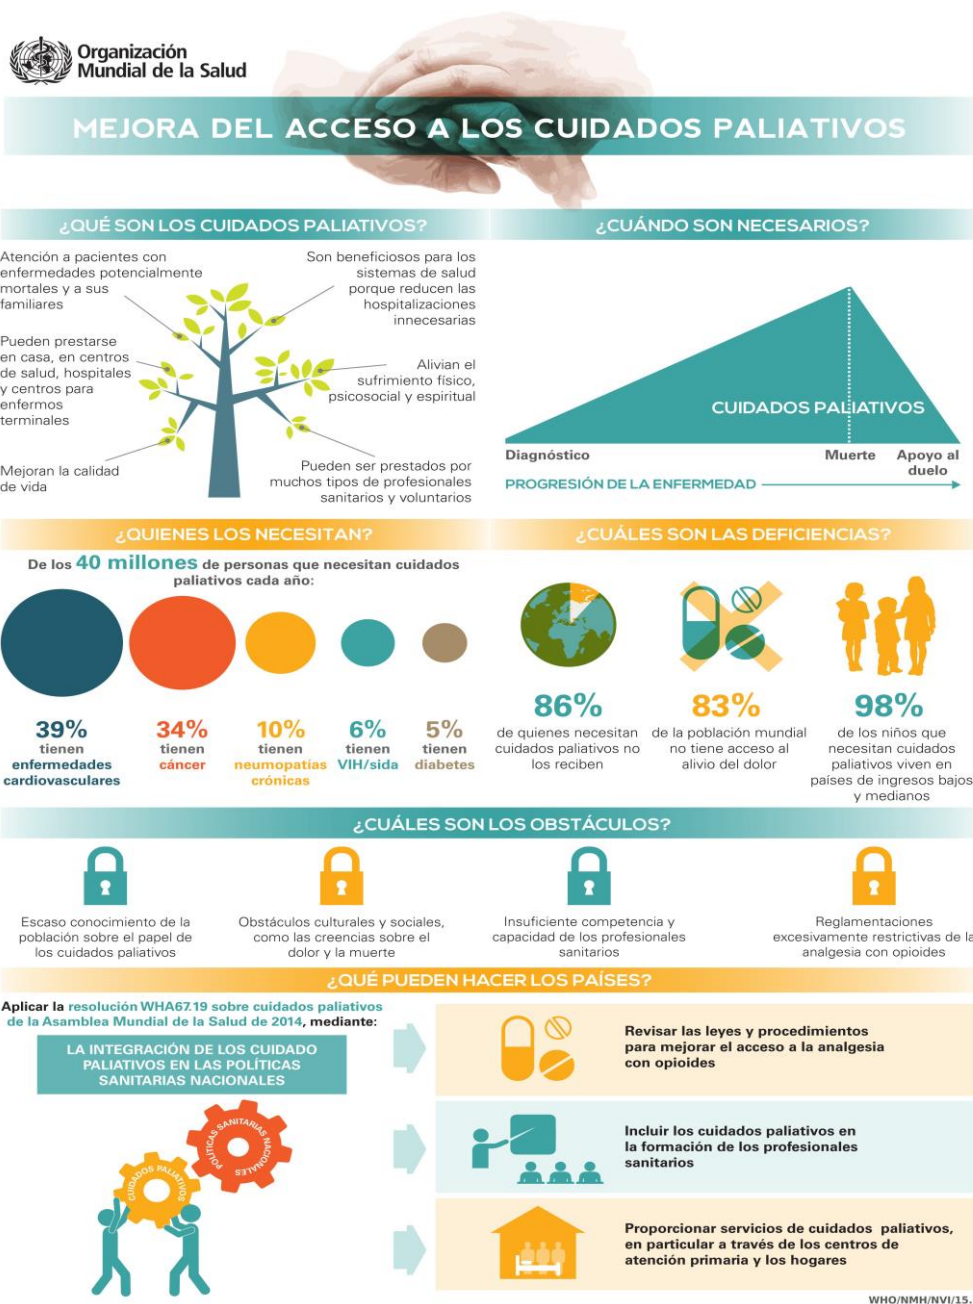 Organización
Mundial de la Salud
MEJORA DEL ACCESO A LOS CUIDADOS PALIATIVOS
¿QUÉ SON LOS CUIDADOS PALIATIVOS?
Atención a pacientes con
enfermedades potencialmente
mortales y a sus
familiares
Son beneficiosos para los
sistemas de salud
porque reducen las
hospitalizaciones
innecesarias
Pueden prestarse
en casa, en centros
de salud, hospitales
y centros para
enfermos
terminales
Alivian el
sufrimiento físico,
psicosocial y espiritual
Mejoran la calidad
de vida
Pueden ser prestados por
muchos tipos de profesionales
sanitarios y voluntarios
¿CUÁNDO SON NECESARIOS?
CUIDADOS PALIATIVOS
Diagnóstico
Muerte
Apoyo al
duelo
PROGRESIÓN DE LA ENFERMEDAD
¿QUIENES LOS NECESITAN?
De los 40 millones de personas que necesitan cuidados
paliativos cada año:
39%
tienen
enfermedades
cardiovasculares
34%
tienen
cáncer
10%
tienen
neumopatías
crónicas
6%
tienen
VIH/sida
5%
tienen
diabetes
¿CUÁLES SON LAS DEFICIENCIAS?
86%
de quienes necesitan
cuidados paliativos no
los reciben
83%
de la población mundial
no tiene acceso al
alivio del dolor
98%
de los niños que
necesitan cuidados
paliativos viven en
países de ingresos bajos
y medianos
¿CUÁLES SON LOS OBSTÁCULOS?
Escaso conocimiento de la
población sobre el papel de
los cuidados paliativos
Obstáculos culturales y sociales,
como las creencias sobre el
dolor y la muerte
Insuficiente competencia y
capacidad de los profesionales
sanitarios
Reglamentaciones
excesivamente restrictivas de la
analgesia con opioides
¿QUÉ PUEDEN HACER LOS PAÍSES?
Aplicar la resolución WHA67.19 sobre cuidados paliativos
de la Asamblea Mundial de la Salud de 2014, mediante:
LA INTEGRACIÓN DE LOS CUIDADO
PALIATIVOS EN LAS POLÍTICAS
SANITARIAS NACIONALES
POLÍTICAS SANITARIAS NACIONALES
CUIDADOS PALIATIVOS
Revisar las leyes y procedimientos
para mejorar el acceso a la analgesia
con opioides
Incluir los cuidados paliativos en
la formación de los profesionales
sanitarios
Proporcionar servicios de cuidados paliativos,
en particular a través de los centros de
atención primaria y los hogares
WHO/NMH/NVI/15.